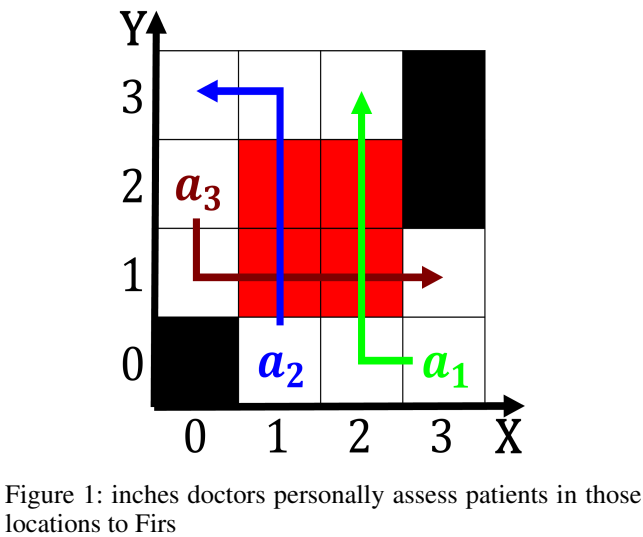 Y
3
2
a3
1
0
a2
a1
0 1 2 3 X
Figure 1: inches doctors personally assess patients in those
locations to Firs